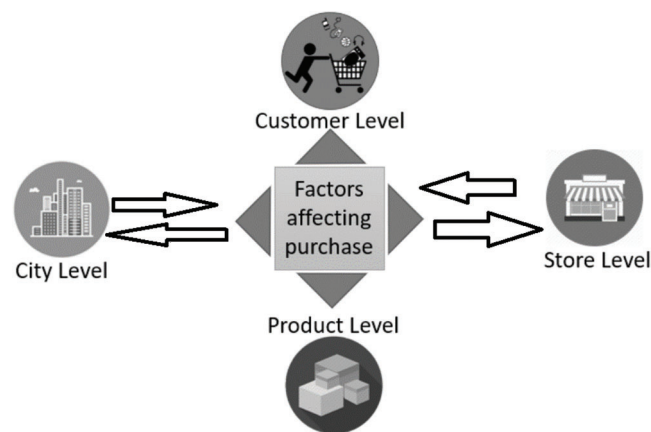 Customer Level
Factors
affecting
purchase
City Level
Store Level
Product Level